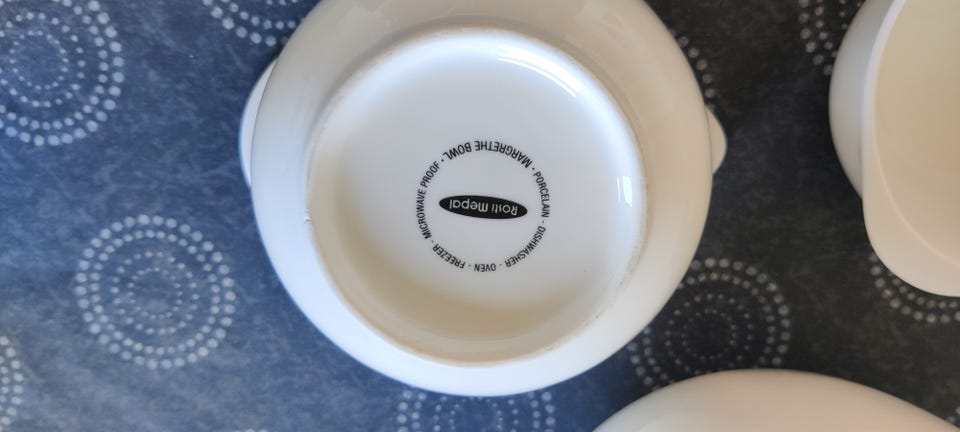 MARGRETHE BOWL · PORCELAIN · DISHWASHER · OVEN · FREEZER · MICROWAVE PROOF ·
Rosti Mepal